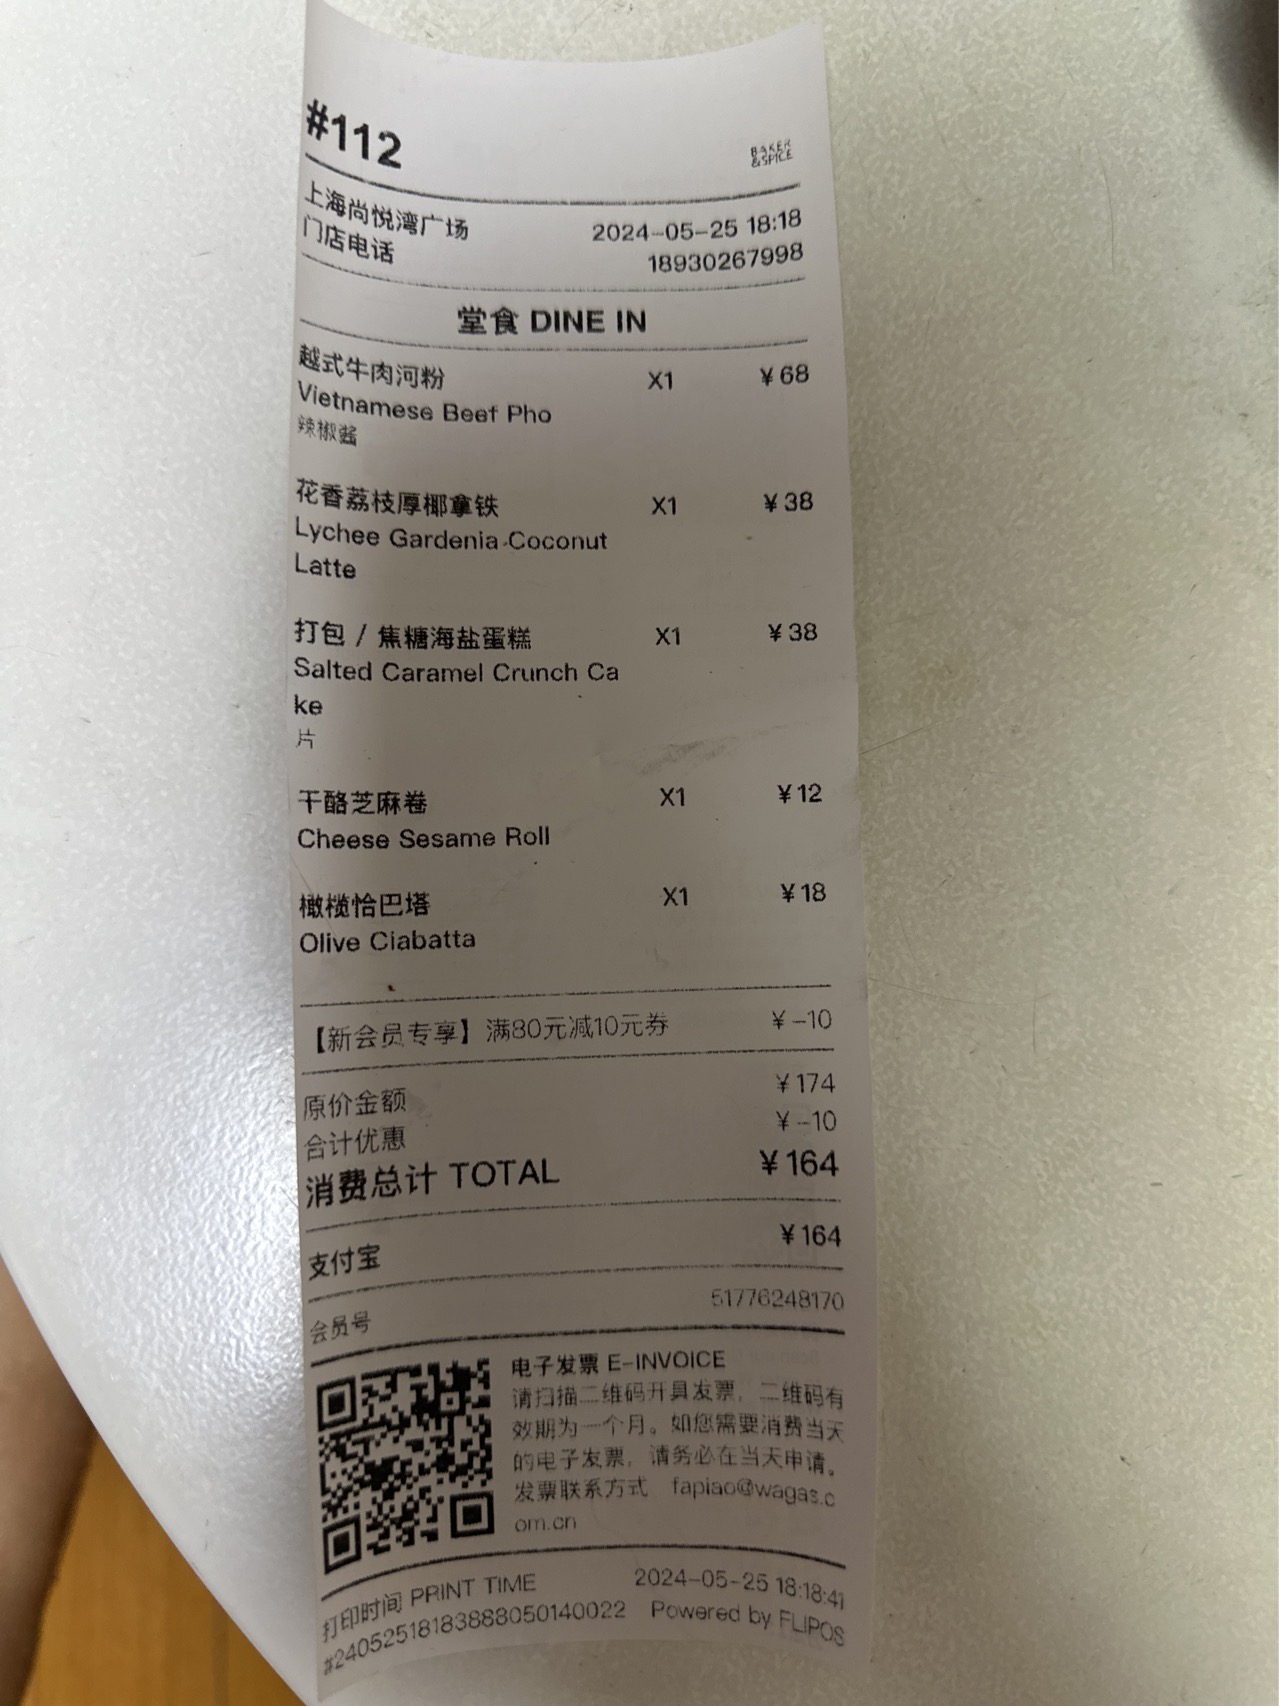 #112
BAKER
&SPICE
上海尚悦湾广场 2024-05-25 18:18
门店电话 18930267998
堂食 DINE IN
越式牛肉河粉 X1 ¥68
Vietnamese Beef Pho
辣椒酱
花香荔枝厚椰拿铁 X1 ¥38
Lychee Gardenia Coconut
Latte
打包 / 焦糖海盐蛋糕 X1 ¥38
Salted Caramel Crunch Ca
ke
片
干酪芝麻卷 X1 ¥12
Cheese Sesame Roll
橄榄恰巴塔 X1 ¥18
Olive Ciabatta
【新会员专享】满80元减10元券 ¥-10
原价金额 ¥174
合计优惠 ¥-10
消费总计 TOTAL ¥164
支付宝 ¥164
会员号 51776248170
电子发票 E-INVOICE
请扫描二维码开具发票，二维码有
效期为一个月。如您需要消费当天
的电子发票，请务必在当天申请。
发票联系方式 fapiao@wagas.c
om.cn
打印时间 PRINT TIME 2024-05-25 18:18:41
#2405251818388805014­0022 Powered by FLIPOS